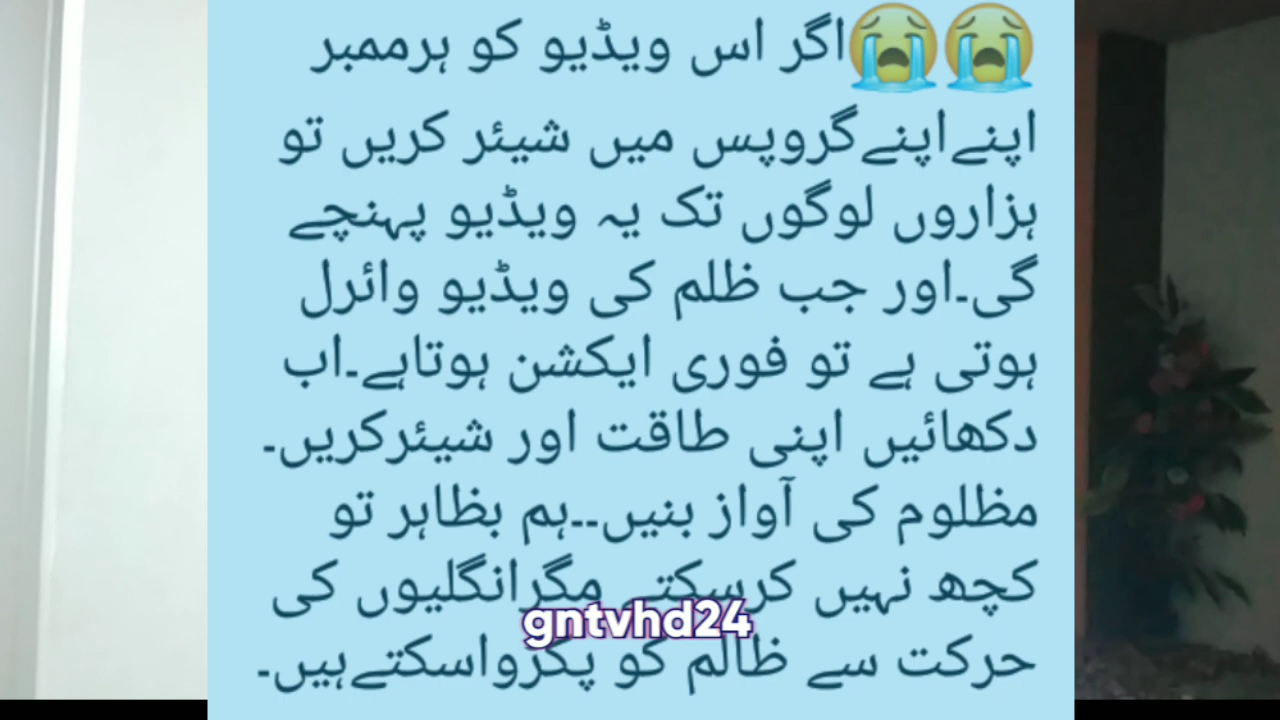 😭😭اگر اس ویڈیو کو ہرممبر
اپنےاپنےگروپس میں شیئر کریں تو
ہزاروں لوگوں تک یہ ویڈیو پہنچے
گی۔اور جب ظلم کی ویڈیو وائرل
ہوتی ہے تو فوری ایکشن ہوتاہے۔اب
دکھائیں اپنی طاقت اور شیئرکریں۔
مظلوم کی آواز بنیں۔۔ہم بظاہر تو
کچھ نہیں کرسکتے مگرانگلیوں کی
gntvhd24
حرکت سے ظالم کو پکڑواسکتےہیں۔